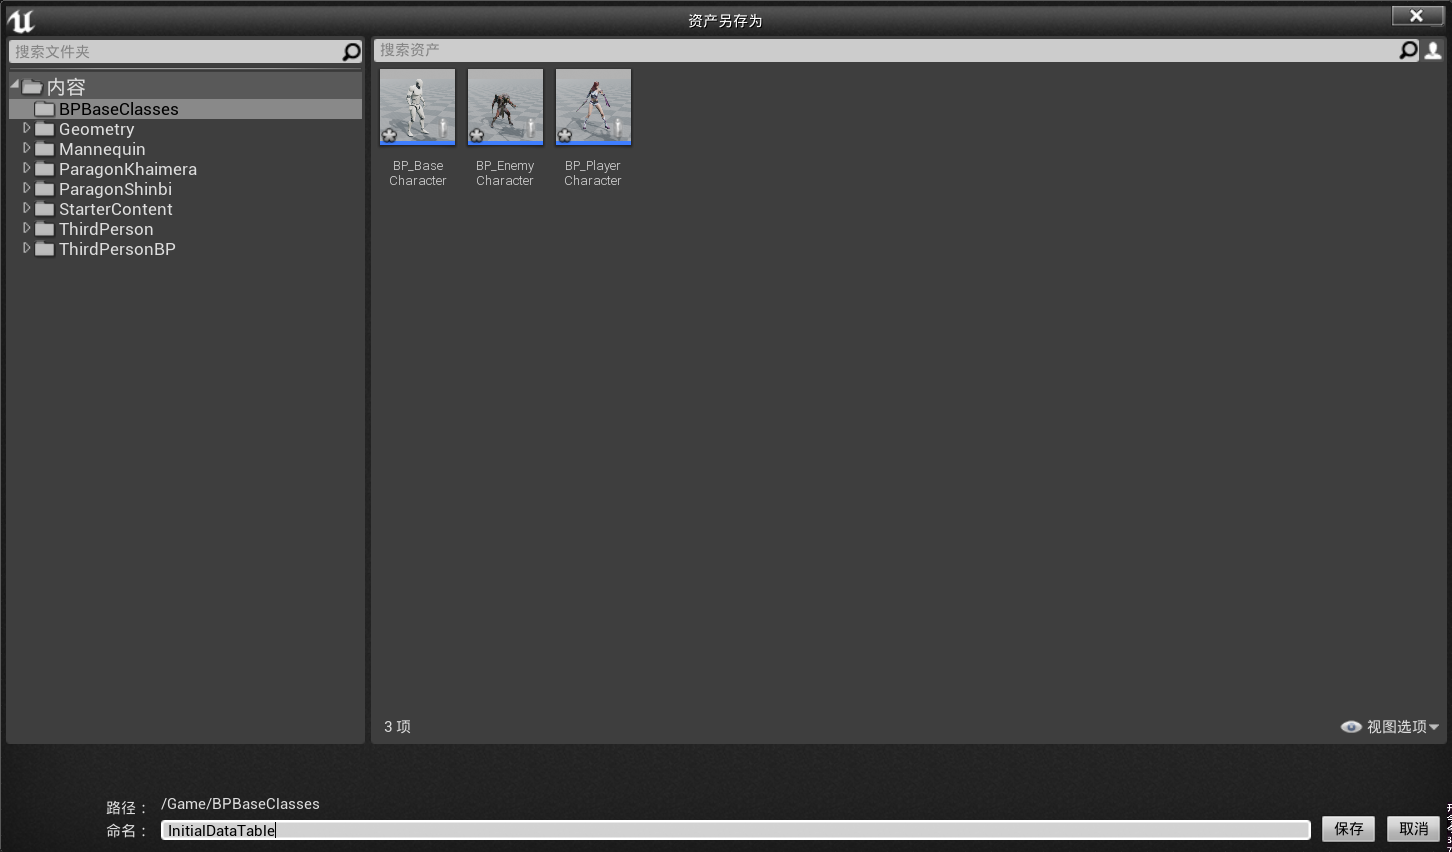 资产另存为
搜索文件夹
搜索资产
内容
BPBaseClasses
Geometry
Mannequin
ParagonKhaimera
ParagonShinbi
StarterContent
ThirdPerson
ThirdPersonBP
BP_Base
Character
BP_Enemy
Character
BP_Player
Character
3 项
视图选项
路径： /Game/BPBaseClasses
命名： InitialDataTable
保存
取消